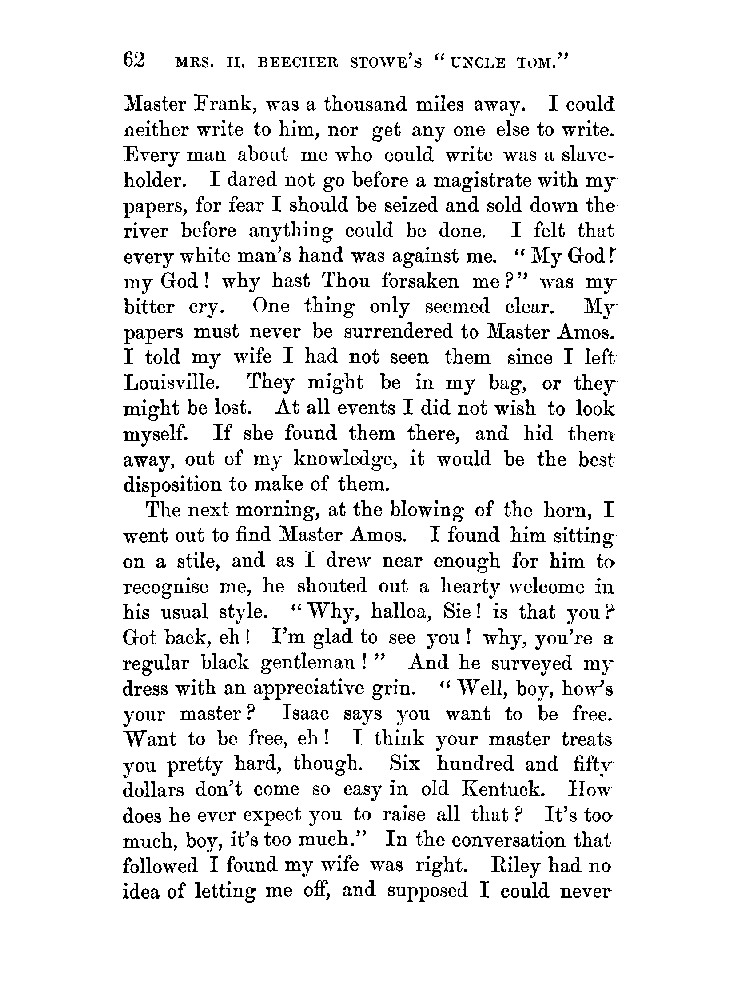 62 MRS. H. BEECHER STOWE'S "UNCLE TOM."
Master Frank, was a thousand miles away. I could
neither write to him, nor get any one else to write.
Every man about me who could write was a slave-
holder. I dared not go before a magistrate with my
papers, for fear I should be seized and sold down the
river before anything could be done. I felt that
every white man's hand was against me. "My God!
my God! why hast Thou forsaken me?" was my
bitter cry. One thing only seemed clear. My
papers must never be surrendered to Master Amos.
I told my wife I had not seen them since I left
Louisville. They might be in my bag, or they
might be lost. At all events I did not wish to look
myself. If she found them there, and hid them
away, out of my knowledge, it would be the best
disposition to make of them.
The next morning, at the blowing of the horn, I
went out to find Master Amos. I found him sitting
on a stile, and as I drew near enough for him to
recognise me, he shouted out a hearty welcome in
his usual style. "Why, halloa, Sie! is that you?
Got back, eh! I'm glad to see you! why, you're a
regular black gentleman!" And he surveyed my
dress with an appreciative grin. "Well, boy, how's
your master? Isaac says you want to be free.
Want to be free, eh! I think your master treats
you pretty hard, though. Six hundred and fifty
dollars don't come so easy in old Kentuck. How
does he ever expect you to raise all that? It's too
much, boy, it's too much." In the conversation that
followed I found my wife was right. Riley had no
idea of letting me off, and supposed I could never